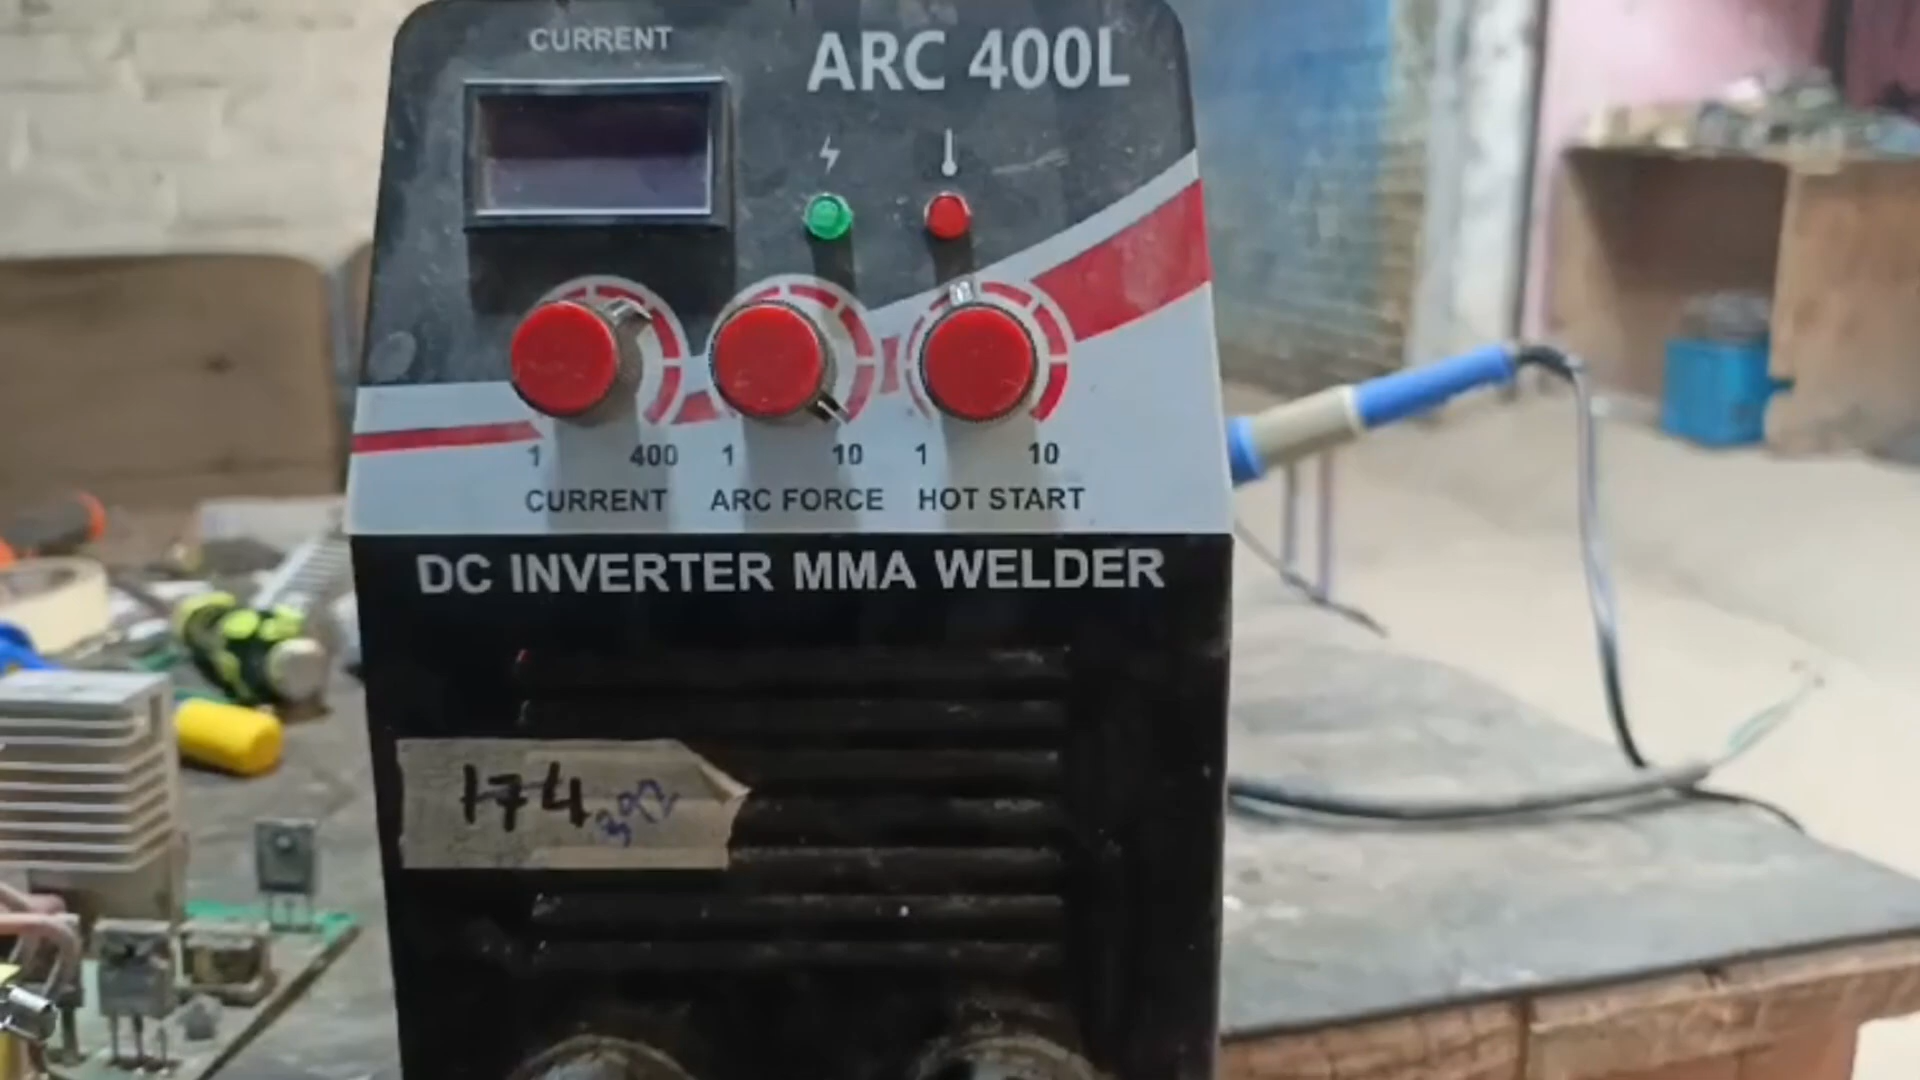 CURRENT
ARC 400L
1 400 1 10 1 10
CURRENT ARC FORCE HOT START
DC INVERTER MMA WELDER
174
392